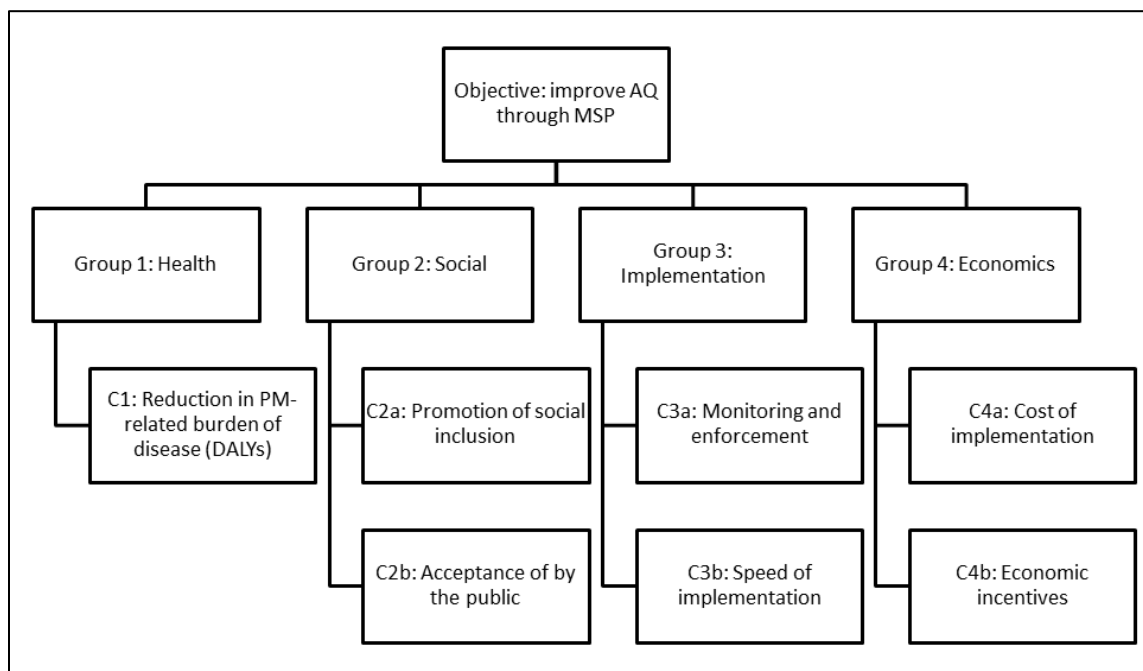 Objective: improve AQ
through MSP
Group 1: Health
Group 2: Social
Group 3:
Implementation
Group 4: Economics
C1: Reduction in PM-
related burden of
disease (DALYs)
C2a: Promotion of social
inclusion
C3a: Monitoring and
enforcement
C4a: Cost of
implementation
C2b: Acceptance of by
the public
C3b: Speed of
implementation
C4b: Economic
incentives